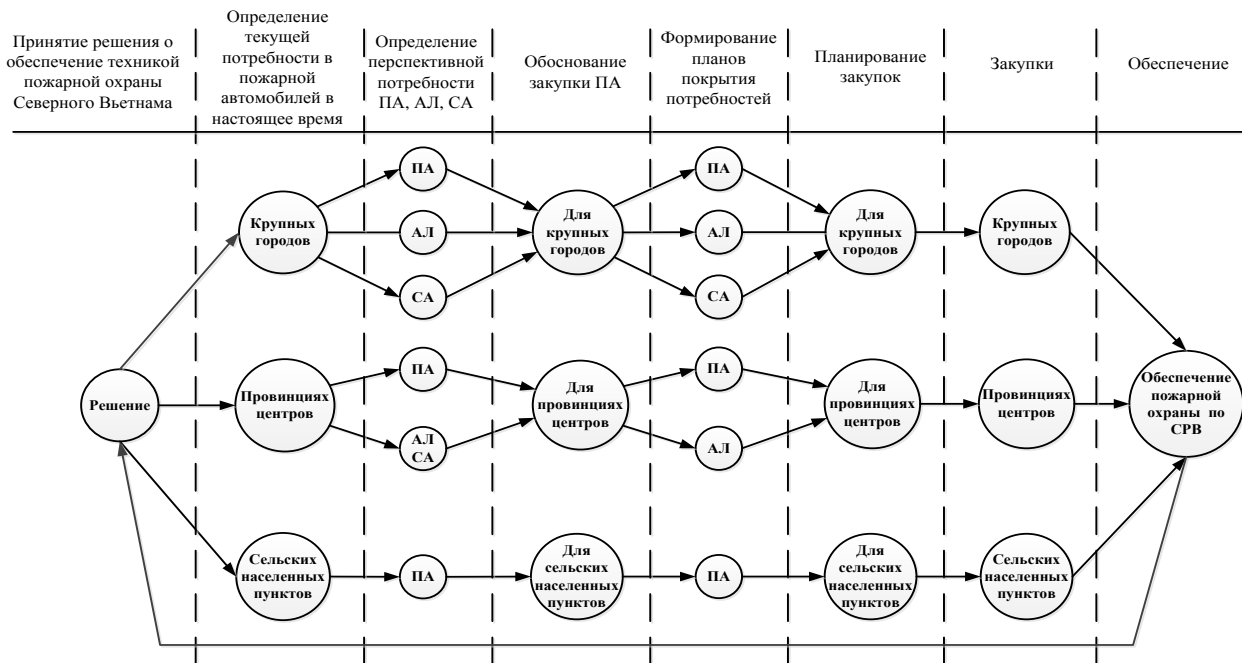 Принятие решения о
обеспечение техникой
пожарной охраны
Северного Вьетнама
Определение
текущей
потребности в
пожарной
автомобилей в
настоящее время
Определение
перспективной
потребности
ПА, АЛ, СА
Обоснование
закупки ПА
Формирование
планов
покрытия
потребностей
Планирование
закупок
Закупки
Обеспечение
ПА
ПА
Крупных
городов
АЛ
Для
крупных
городов
АЛ
Для
крупных
городов
Крупных
городов
СА
СА
ПА
ПА
Решение
Провинциях
центров
Для
провинциях
центров
Для
провинциях
центров
Провинциях
центров
Обеспечение
пожарной
охраны по
СРВ
АЛ
СА
АЛ
Сельских
населенных
пунктов
ПА
Для
сельских
населенных
пунктов
ПА
Для
сельских
населенных
пунктов
Сельских
населенных
пунктов